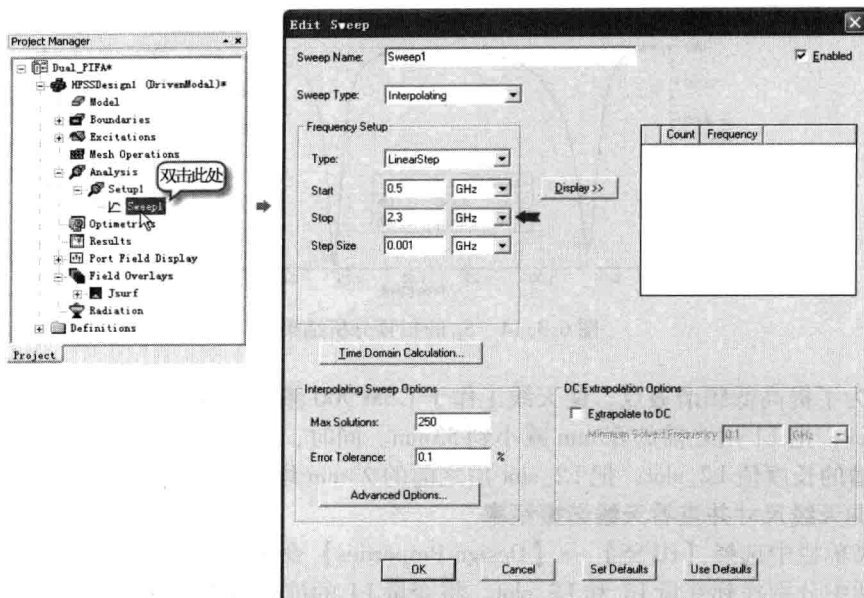 Project Manager
Dual_PIFA*
HFSSDesign1 (DrivenModal)*
Model
Boundaries
Excitations
Mesh Operations
Analysis
双击此处
Setup1
Sweep1
Optimetrics
Results
Port Field Display
Field Overlays
Jsurf
Radiation
Definitions
Project
Edit Sweep
Sweep Name: Sweep1
Enabled
Sweep Type: Interpolating
Frequency Setup
Type: LinearStep
Start 0.5 GHz
Stop 2.3 GHz
Step Size 0.001 GHz
Display >>
Count Frequency
Time Domain Calculation...
Interpolating Sweep Options
Max Solutions: 250
Error Tolerance: 0.1 %
Advanced Options...
DC Extrapolation Options
Extrapolate to DC
Minimum Solved Frequency 0.1 GHz
OK Cancel Set Defaults Use Defaults